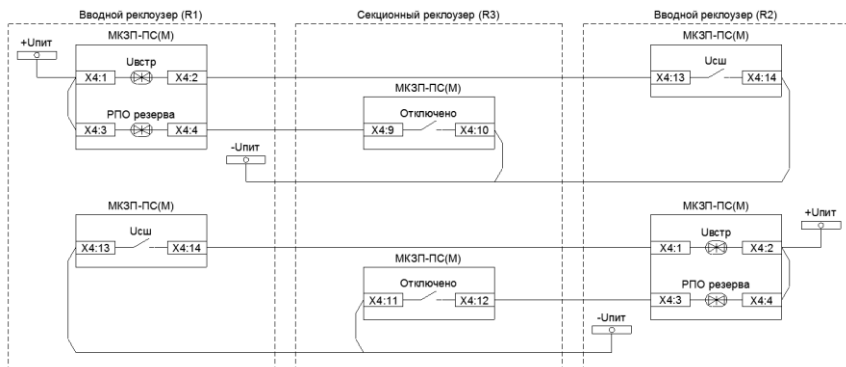 Вводной реклоузер (R1)
Секционный реклоузер (R3)
Вводной реклоузер (R2)
+Uпит
МКЗП-ПС(М)
X4:1
Uвстр
X4:2
РПО резерва
X4:3
X4:4
МКЗП-ПС(М)
Отключено
X4:9
X4:10
МКЗП-ПС(М)
Uсш
X4:13
X4:14
-Uпит
МКЗП-ПС(М)
Uсш
X4:13
X4:14
МКЗП-ПС(М)
Отключено
X4:11
X4:12
МКЗП-ПС(М)
Uвстр
X4:1
X4:2
РПО резерва
X4:3
X4:4
+Uпит
-Uпит